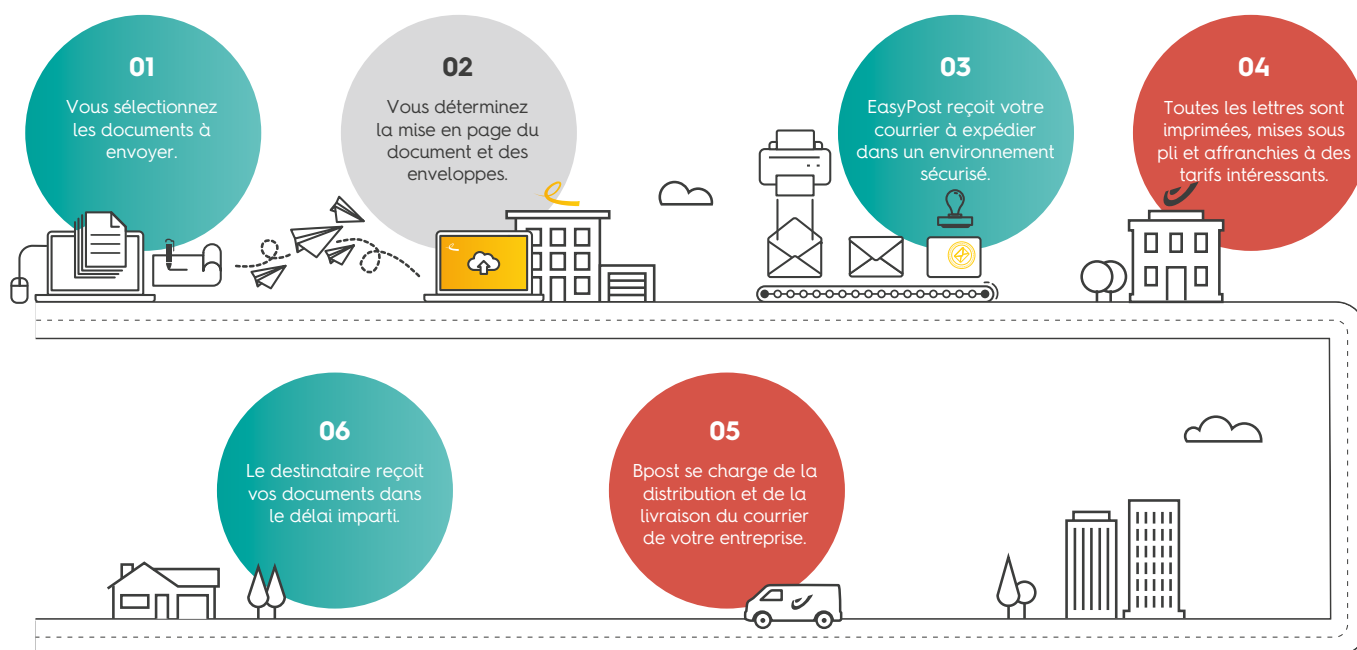 01
Vous sélectionnez
les documents à
envoyer.
02
Vous déterminez
la mise en page du
document et des
enveloppes.
03
EasyPost reçoit votre
courrier à expédier
dans un environnement
sécurisé.
04
Toutes les lettres sont
imprimées, mises sous
pli et affranchies à des
tarifs intéressants.
05
Bpost se charge de la
distribution et de la
livraison du courrier
de votre entreprise.
06
Le destinataire reçoit
vos documents dans
le délai imparti.